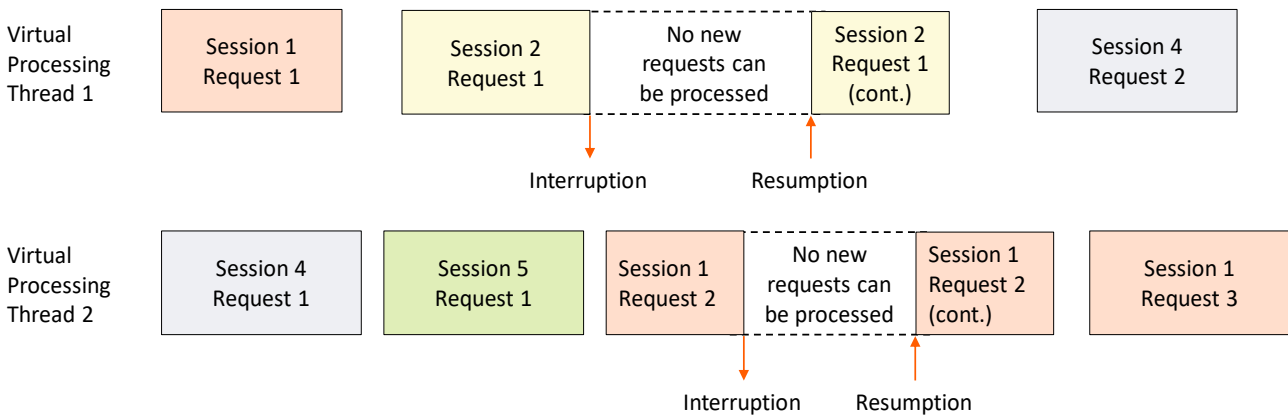 Virtual
Processing
Thread 1
Session 1
Request 1
Session 2
Request 1
No new
requests can
be processed
Session 2
Request 1
(cont.)
Session 4
Request 2
Interruption
Resumption
Virtual
Processing
Thread 2
Session 4
Request 1
Session 5
Request 1
Session 1
Request 2
No new
requests can
be processed
Session 1
Request 2
(cont.)
Session 1
Request 3
Interruption
Resumption